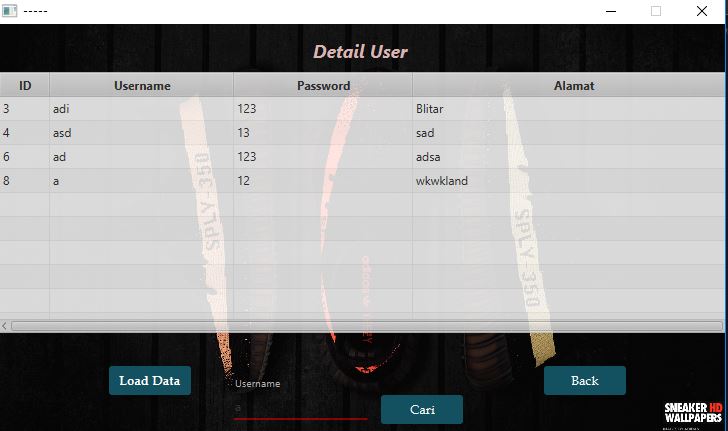 -----
Detail User
ID Username Password Alamat
3 adi 123 Blitar
4 asd 13 sad
6 ad 123 adsa
8 a 12 wkwkland
SPLY-350
SPLY-350
Load Data
Username
a
Cari
Back
SNEAKER HD
WALLPAPERS